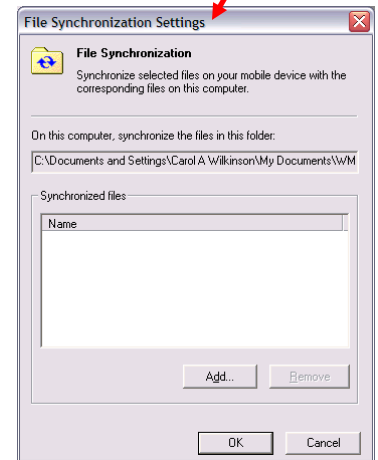 File Synchronization Settings
File Synchronization
Synchronize selected files on your mobile device with the
corresponding files on this computer.
On this computer, synchronize the files in this folder:
C:\Documents and Settings\Carol A Wilkinson\My Documents\WM
Synchronized files
Name
Add...
Remove
OK
Cancel